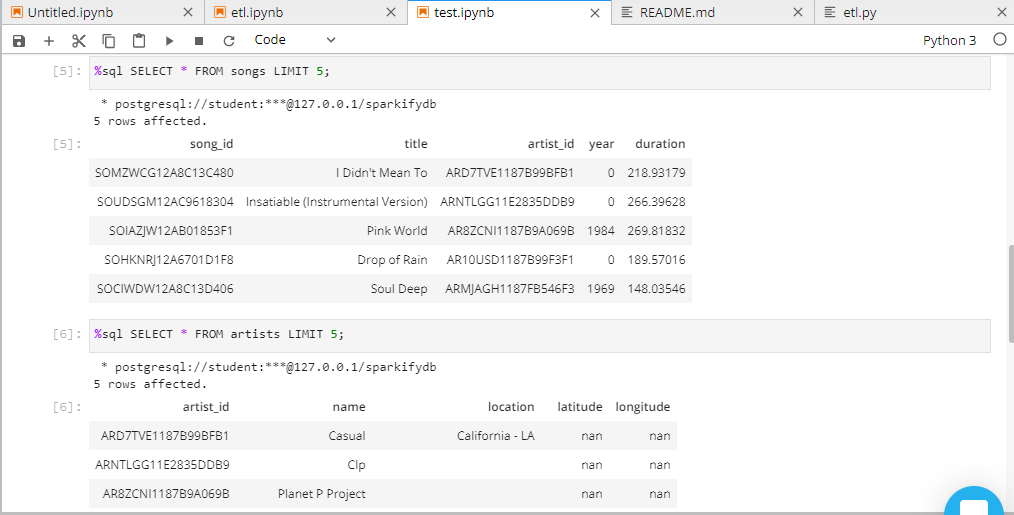 Untitled.ipynb × etl.ipynb × test.ipynb × README.md × etl.py ×
Code Python 3
[5]: %sql SELECT * FROM songs LIMIT 5;
* postgresql://student:***@127.0.0.1/sparkifydb
5 rows affected.
[5]: song_id title artist_id year duration
SOMZWCG12A8C13C480 I Didn't Mean To ARD7TVE1187B99BFB1 0 218.93179
SOUDSGM12AC9618304 Insatiable (Instrumental Version) ARNTLGG11E2835DDB9 0 266.39628
SOIAZJW12AB01853F1 Pink World AR8ZCNI1187B9A069B 1984 269.81832
SOHKNRJ12A6701D1F8 Drop of Rain AR10USD1187B99F3F1 0 189.57016
SOCIWDW12A8C13D406 Soul Deep ARMJAGH1187FB546F3 1969 148.03546
[6]: %sql SELECT * FROM artists LIMIT 5;
* postgresql://student:***@127.0.0.1/sparkifydb
5 rows affected.
[6]: artist_id name location latitude longitude
ARD7TVE1187B99BFB1 Casual California - LA nan nan
ARNTLGG11E2835DDB9 Clp nan nan
AR8ZCNI1187B9A069B Planet P Project nan nan